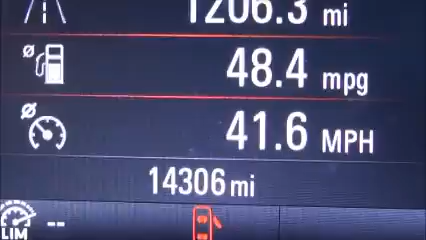 1206.3 mi
Ø 48.4 mpg
Ø 41.6 MPH
14306 mi
LIM --